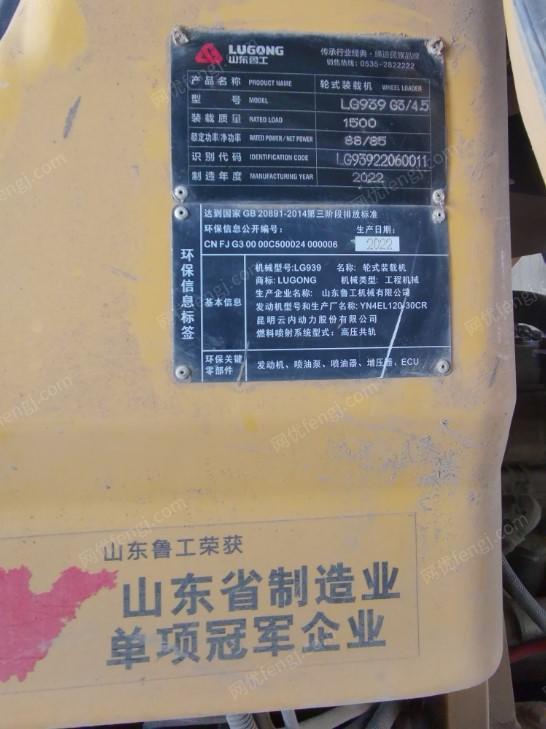 LUGONG
山东鲁工
传承行业经典·缔造民族品牌
销售热线:0535-2822222
产品名称 PRODUCT NAME 轮式装载机 WHEEL LOADER
型号 MODEL LG939 G3/4.5
装载质量 RATED LOAD 1500
额定功率/净功率 RATED POWER / NET POWER 88/85
识别代码 IDENTIFICATION CODE LG93922060011
制造年度 MANUFACTURING YEAR 2022
达到国家 GB 20891-2014第三阶段排放标准
环保信息公开编号: 生产日期:
CN FJ G3 00 00C500024 000006 2022
环保信息标签
基本信息
机械型号:LG939 名称:轮式装载机
商标:LUGONG 机械类型:工程机械
生产企业名称:山东鲁工机械有限公司
发动机型号和生产厂名称:YN4EL120-30CR
昆明云内动力股份有限公司
燃料喷射系统型式:高压共轨
环保关键
零部件
发动机、喷油泵、喷油器、增压器、ECU
山东鲁工荣获
山东省制造业
单项冠军企业
网优fengj.com